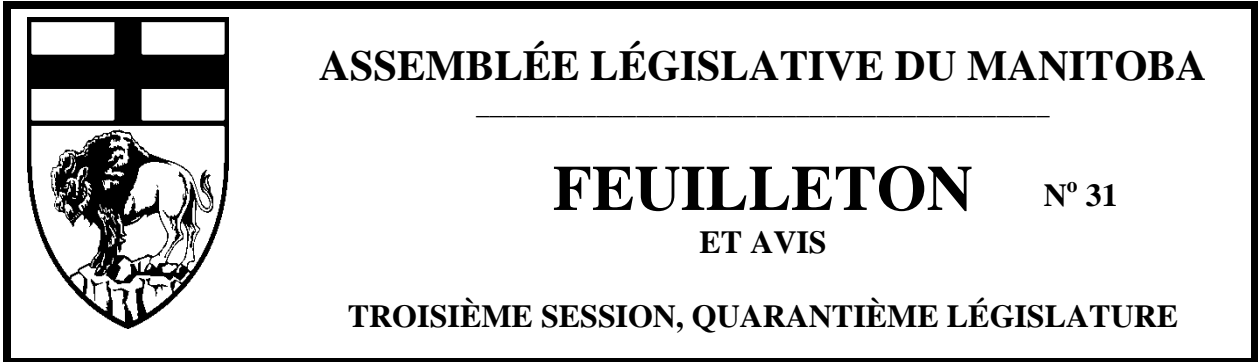 ASSEMBLÉE LÉGISLATIVE DU MANITOBA
FEUILLETON Nº 31
ET AVIS
TROISIÈME SESSION, QUARANTIÈME LÉGISLATURE